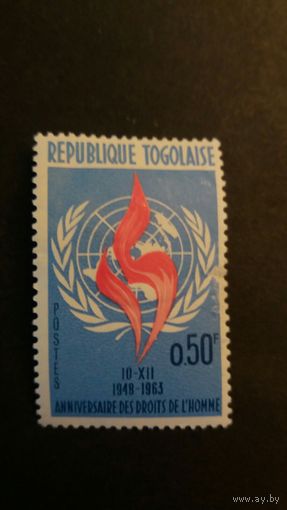 REPUBLIQUE TOGOLAISE
POSTES
0.50F
10-XII
1948-1963
ANNIVERSAIRE DES DROITS DE L'HOMME
www.ay.by